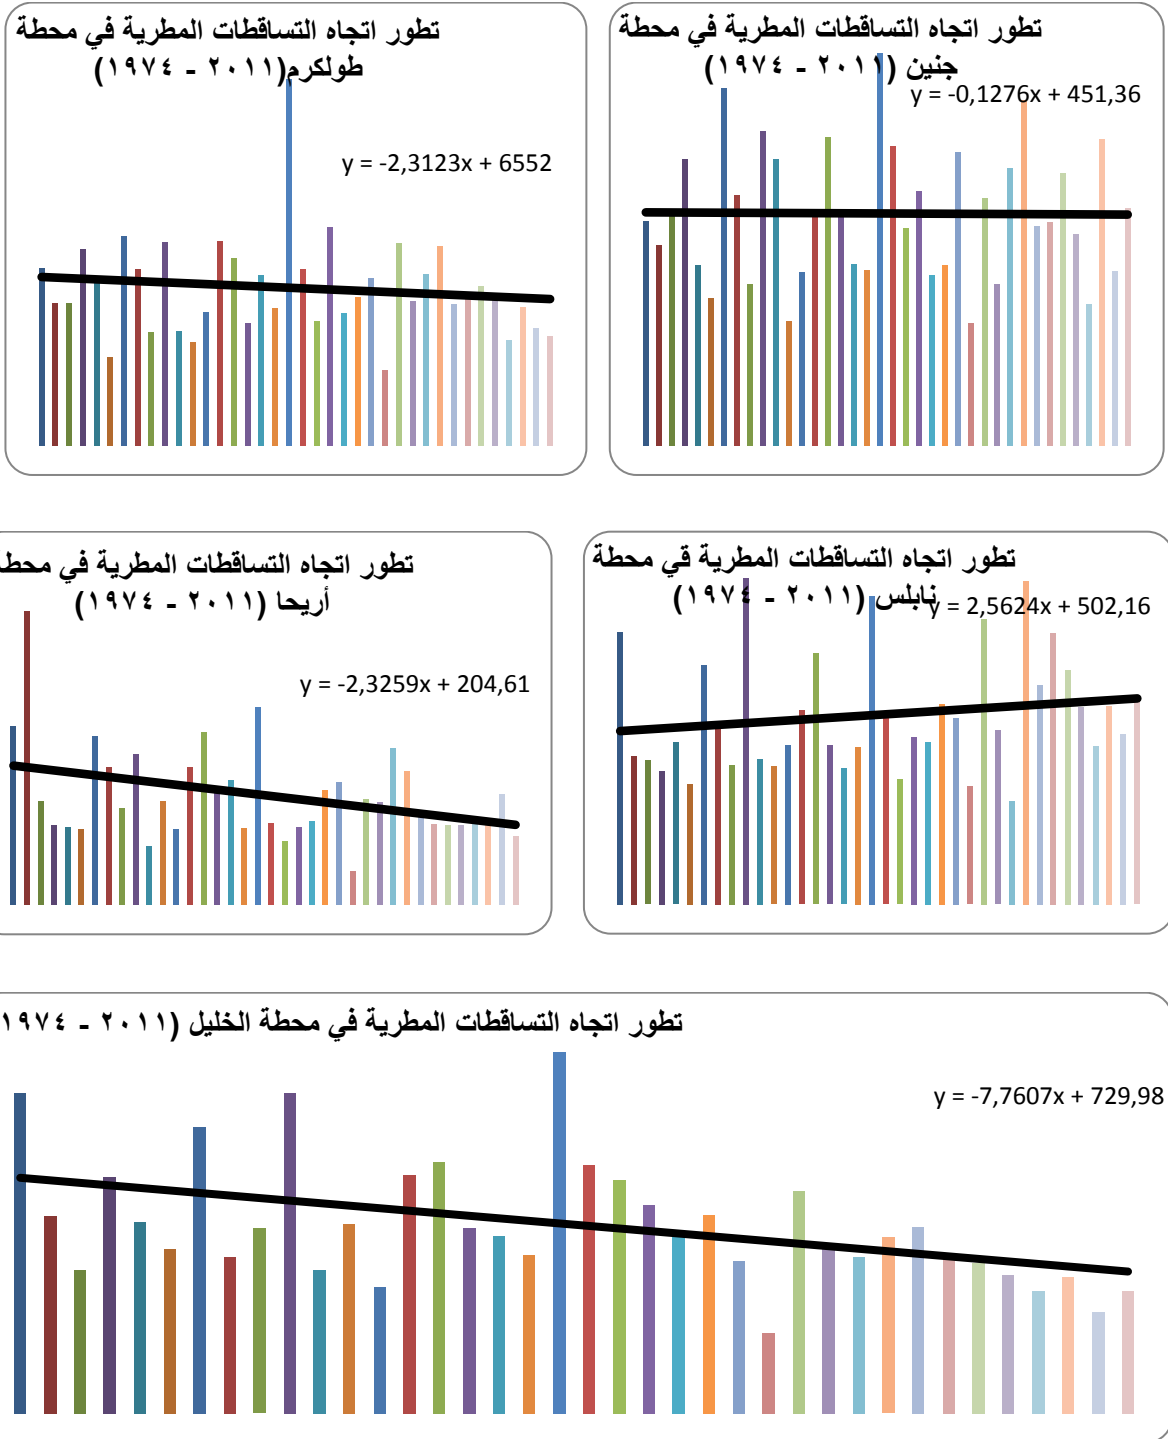 تطور اتجاه التساقطات المطرية في محطة
جنين (٢٠١١ - ١٩٧٤)
y = -0,1276x + 451,36
تطور اتجاه التساقطات المطرية في محطة
طولكرم(٢٠١١ - ١٩٧٤)
y = -2,3123x + 6552
تطور اتجاه التساقطات المطرية قي محطة
نابلس (٢٠١١ - ١٩٧٤)
y = 2,5624x + 502,16
تطور اتجاه التساقطات المطرية في محطة
أريحا (٢٠١١ - ١٩٧٤)
y = -2,3259x + 204,61
تطور اتجاه التساقطات المطرية في محطة الخليل (٢٠١١ - ١٩٧٤
y = -7,7607x + 729,98